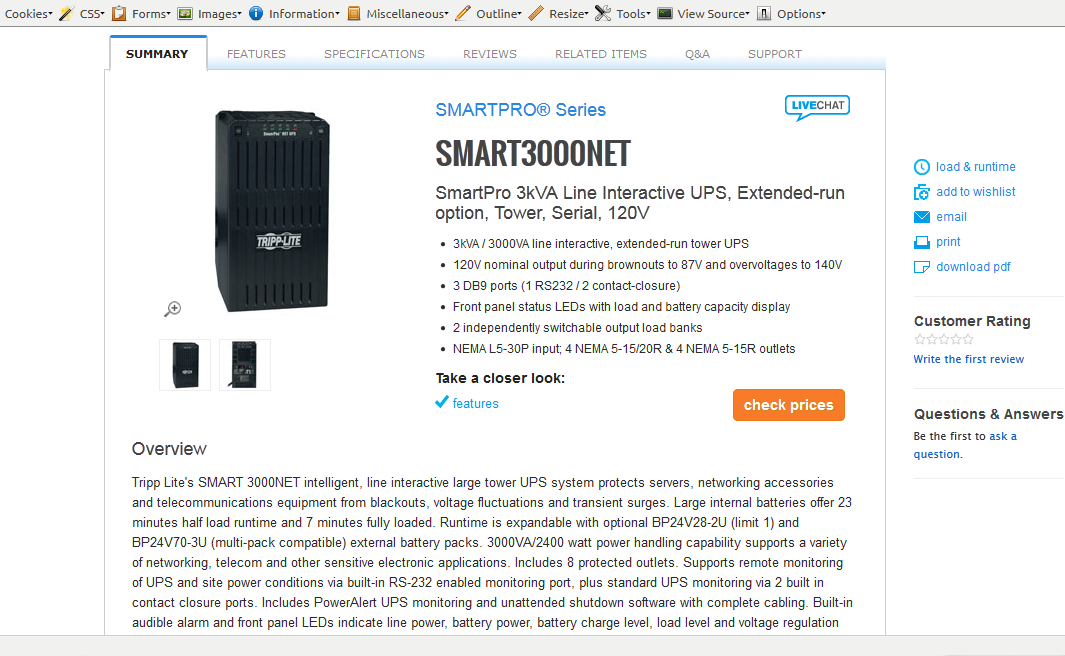 Cookies Forms CSS Images Information Miscellaneous Outline Resize Tools View Source Options
SUMMARY FEATURES SPECIFICATIONS REVIEWS RELATED ITEMS Q&A SUPPORT
SMARTPRO® Series
LIVECHAT
SMART3000NET
SmartPro 3kVA Line Interactive UPS, Extended-run
option, Tower, Serial, 120V
• 3kVA / 3000VA line interactive, extended-run tower UPS
• 120V nominal output during brownouts to 87V and overvoltages to 140V
• 3 DB9 ports (1 RS232 / 2 contact-closure)
• Front panel status LEDs with load and battery capacity display
• 2 independently switchable output load banks
• NEMA L5-30P input; 4 NEMA 5-15/20R & 4 NEMA 5-15R outlets
Take a closer look:
features
check prices
SmartPro NET UPS
TRIPP·LITE
Overview
Tripp Lite's SMART 3000NET intelligent, line interactive large tower UPS system protects servers, networking accessories
and telecommunications equipment from blackouts, voltage fluctuations and transient surges. Large internal batteries offer 23
minutes half load runtime and 7 minutes fully loaded. Runtime is expandable with optional BP24V28-2U (limit 1) and
BP24V70-3U (multi-pack compatible) external battery packs. 3000VA/2400 watt power handling capability supports a variety
of networking, telecom and other sensitive electronic applications. Includes 8 protected outlets. Supports remote monitoring
of UPS and site power conditions via built-in RS-232 enabled monitoring port, plus standard UPS monitoring via 2 built in
contact closure ports. Includes PowerAlert UPS monitoring and unattended shutdown software with complete cabling. Built-in
audible alarm and front panel LEDs indicate line power, battery power, battery charge level, load level and voltage regulation
load & runtime
add to wishlist
email
print
download pdf
Customer Rating
Write the first review
Questions & Answers
Be the first to ask a
question.